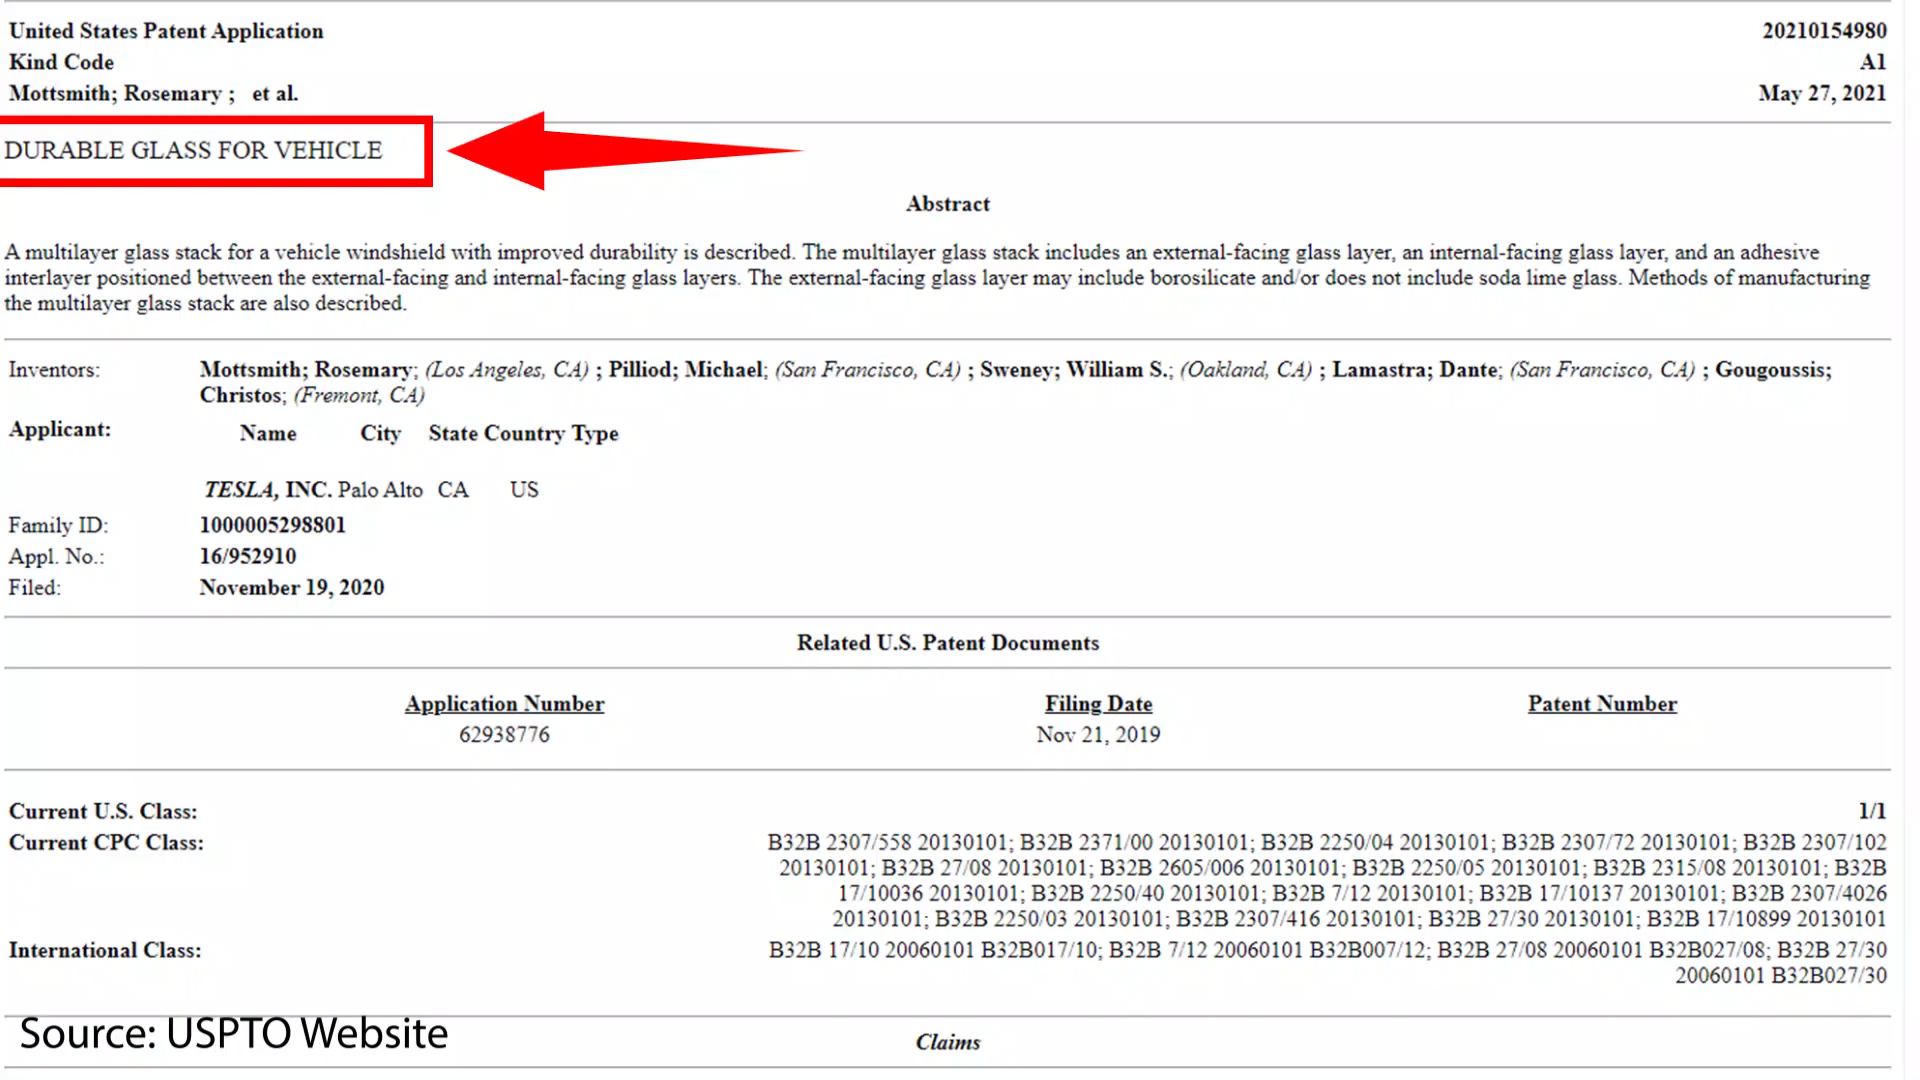 United States Patent Application 20210154980
Kind Code A1
Mottsmith; Rosemary ; et al. May 27, 2021
DURABLE GLASS FOR VEHICLE
Abstract
A multilayer glass stack for a vehicle windshield with improved durability is described. The multilayer glass stack includes an external-facing glass layer, an internal-facing glass layer, and an adhesive
interlayer positioned between the external-facing and internal-facing glass layers. The external-facing glass layer may include borosilicate and/or does not include soda lime glass. Methods of manufacturing
the multilayer glass stack are also described.
Inventors: Mottsmith; Rosemary; (Los Angeles, CA) ; Pilliod; Michael; (San Francisco, CA) ; Sweney; William S.; (Oakland, CA) ; Lamastra; Dante; (San Francisco, CA) ; Gougoussis;
Christos; (Fremont, CA)
Applicant: Name City State Country Type
TESLA, INC. Palo Alto CA US
Family ID: 1000005298801
Appl. No.: 16/952910
Filed: November 19, 2020
Related U.S. Patent Documents
Application Number Filing Date Patent Number
62938776 Nov 21, 2019
Current U.S. Class: 1/1
Current CPC Class: B32B 2307/558 20130101; B32B 2371/00 20130101; B32B 2250/04 20130101; B32B 2307/72 20130101; B32B 2307/102
20130101; B32B 27/08 20130101; B32B 2605/006 20130101; B32B 2250/05 20130101; B32B 2315/08 20130101; B32B
17/10036 20130101; B32B 2250/40 20130101; B32B 7/12 20130101; B32B 17/10137 20130101; B32B 2307/4026
20130101; B32B 2250/03 20130101; B32B 2307/416 20130101; B32B 27/30 20130101; B32B 17/10899 20130101
International Class: B32B 17/10 20060101 B32B017/10; B32B 7/12 20060101 B32B007/12; B32B 27/08 20060101 B32B027/08; B32B 27/30
20060101 B32B027/30
Source: USPTO Website
Claims